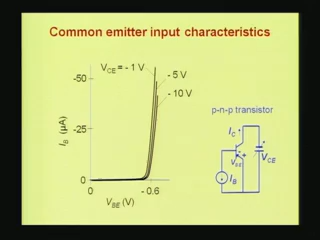 Common emitter input characteristics
V_CE = - 1 V
- 5 V
- 10 V
-50
-25
0
I_B (μA)
0
- 0.6
V_BE (V)
p-n-p transistor
I_C
V_CE
I_B